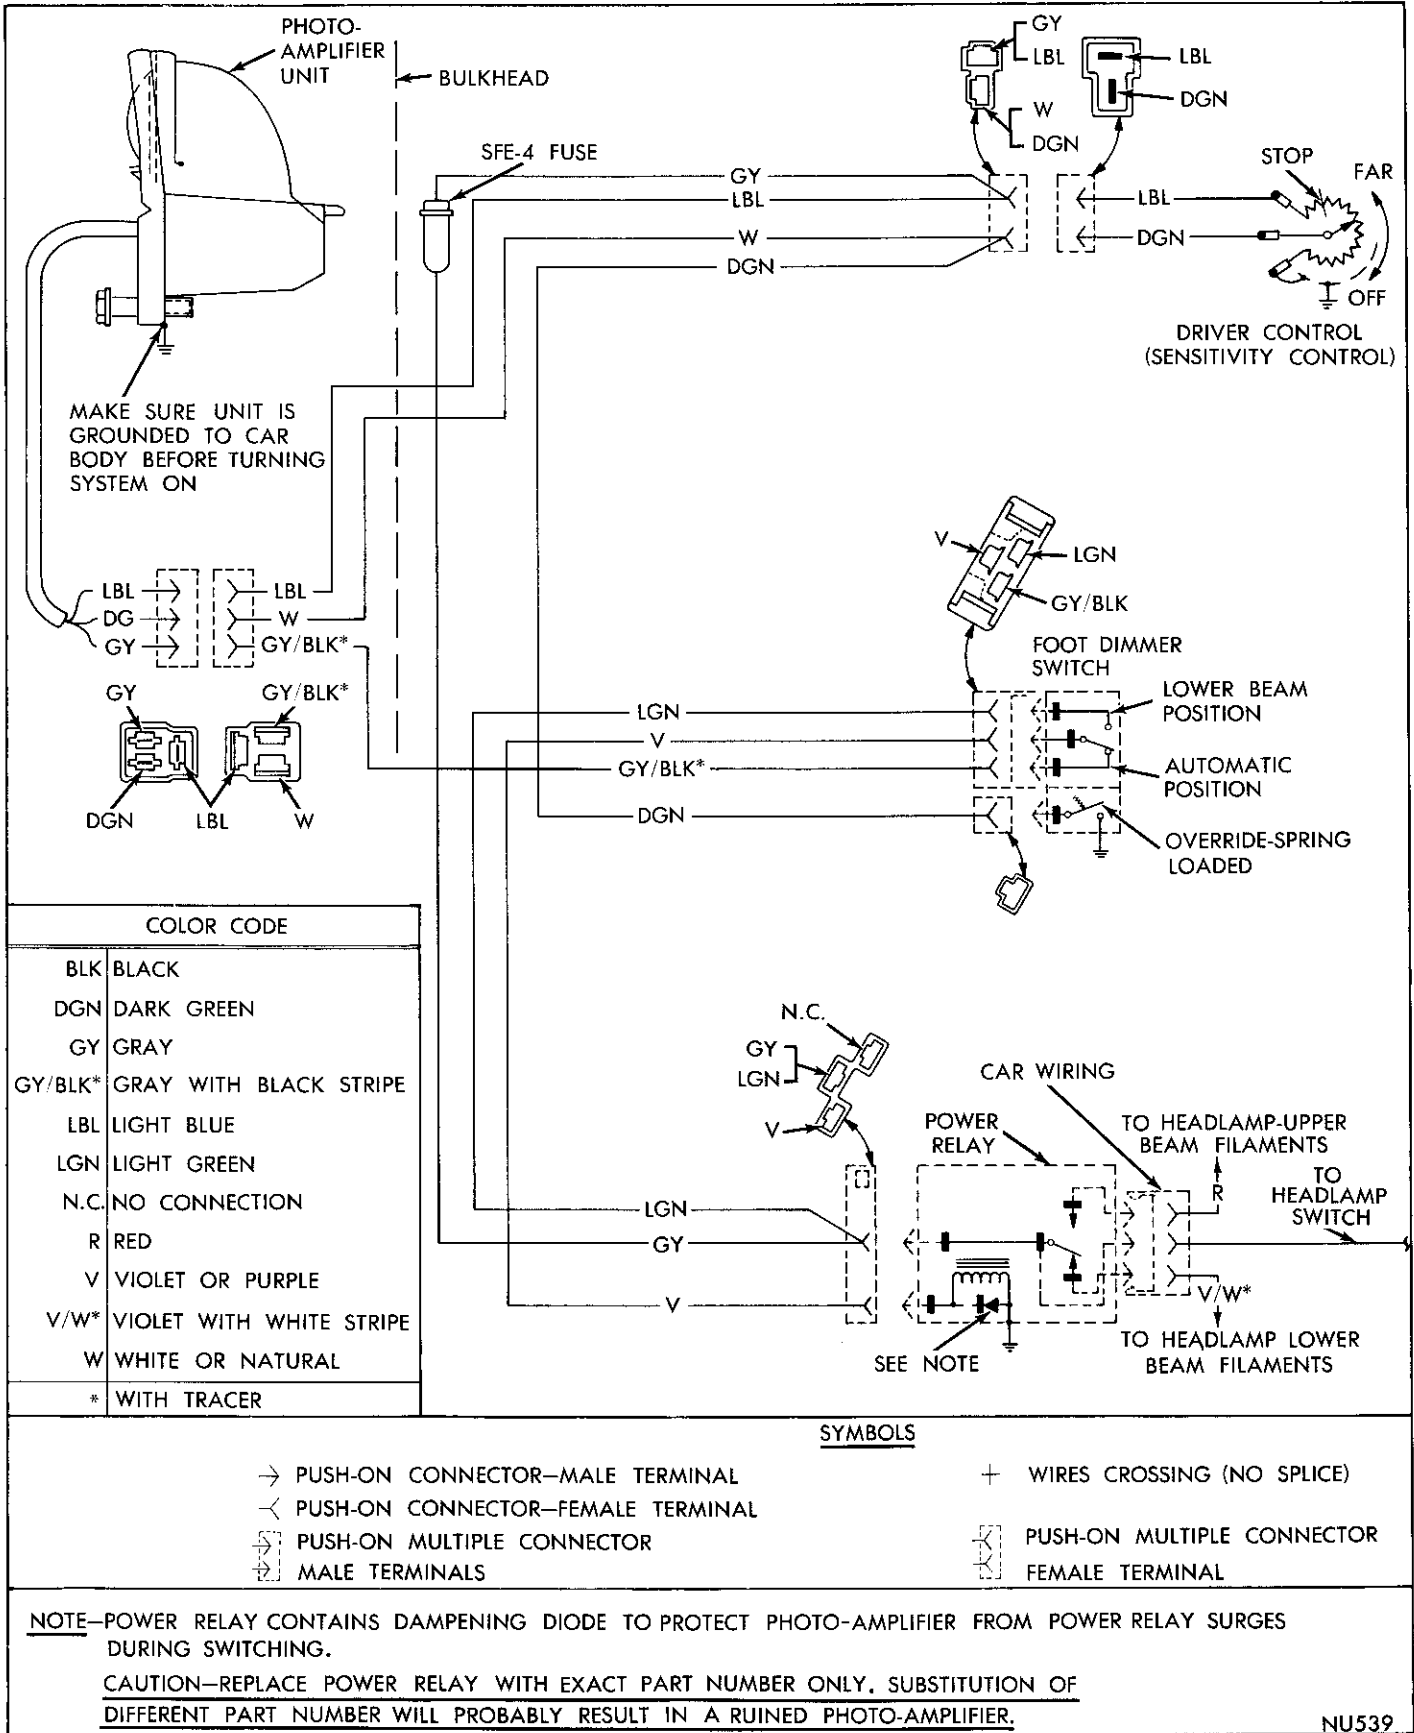 PHOTO-
AMPLIFIER
UNIT
BULKHEAD
SFE-4 FUSE
GY
LBL
W
DGN
LBL
DGN
GY
LBL
W
DGN
LBL
DGN
STOP
FAR
OFF
DRIVER CONTROL
(SENSITIVITY CONTROL)
MAKE SURE UNIT IS
GROUNDED TO CAR
BODY BEFORE TURNING
SYSTEM ON
LBL
DG
GY
LBL
W
GY/BLK*
GY
GY/BLK*
DGN
LBL
W
V
LGN
GY/BLK
FOOT DIMMER
SWITCH
LOWER BEAM
POSITION
AUTOMATIC
POSITION
OVERRIDE-SPRING
LOADED
LGN
V
GY/BLK*
DGN
COLOR CODE
BLK BLACK
DGN DARK GREEN
GY GRAY
GY/BLK* GRAY WITH BLACK STRIPE
LBL LIGHT BLUE
LGN LIGHT GREEN
N.C. NO CONNECTION
R RED
V VIOLET OR PURPLE
V/W* VIOLET WITH WHITE STRIPE
W WHITE OR NATURAL
* WITH TRACER
N.C.
GY
LGN
V
CAR WIRING
POWER
RELAY
TO HEADLAMP-UPPER
BEAM FILAMENTS
R
TO
HEADLAMP
SWITCH
LGN
GY
V
V/W*
SEE NOTE
TO HEADLAMP LOWER
BEAM FILAMENTS
SYMBOLS
PUSH-ON CONNECTOR—MALE TERMINAL
PUSH-ON CONNECTOR—FEMALE TERMINAL
PUSH-ON MULTIPLE CONNECTOR
MALE TERMINALS
WIRES CROSSING (NO SPLICE)
PUSH-ON MULTIPLE CONNECTOR
FEMALE TERMINAL
NOTE—POWER RELAY CONTAINS DAMPENING DIODE TO PROTECT PHOTO-AMPLIFIER FROM POWER RELAY SURGES
DURING SWITCHING.
CAUTION—REPLACE POWER RELAY WITH EXACT PART NUMBER ONLY. SUBSTITUTION OF
DIFFERENT PART NUMBER WILL PROBABLY RESULT IN A RUINED PHOTO-AMPLIFIER.
NU539